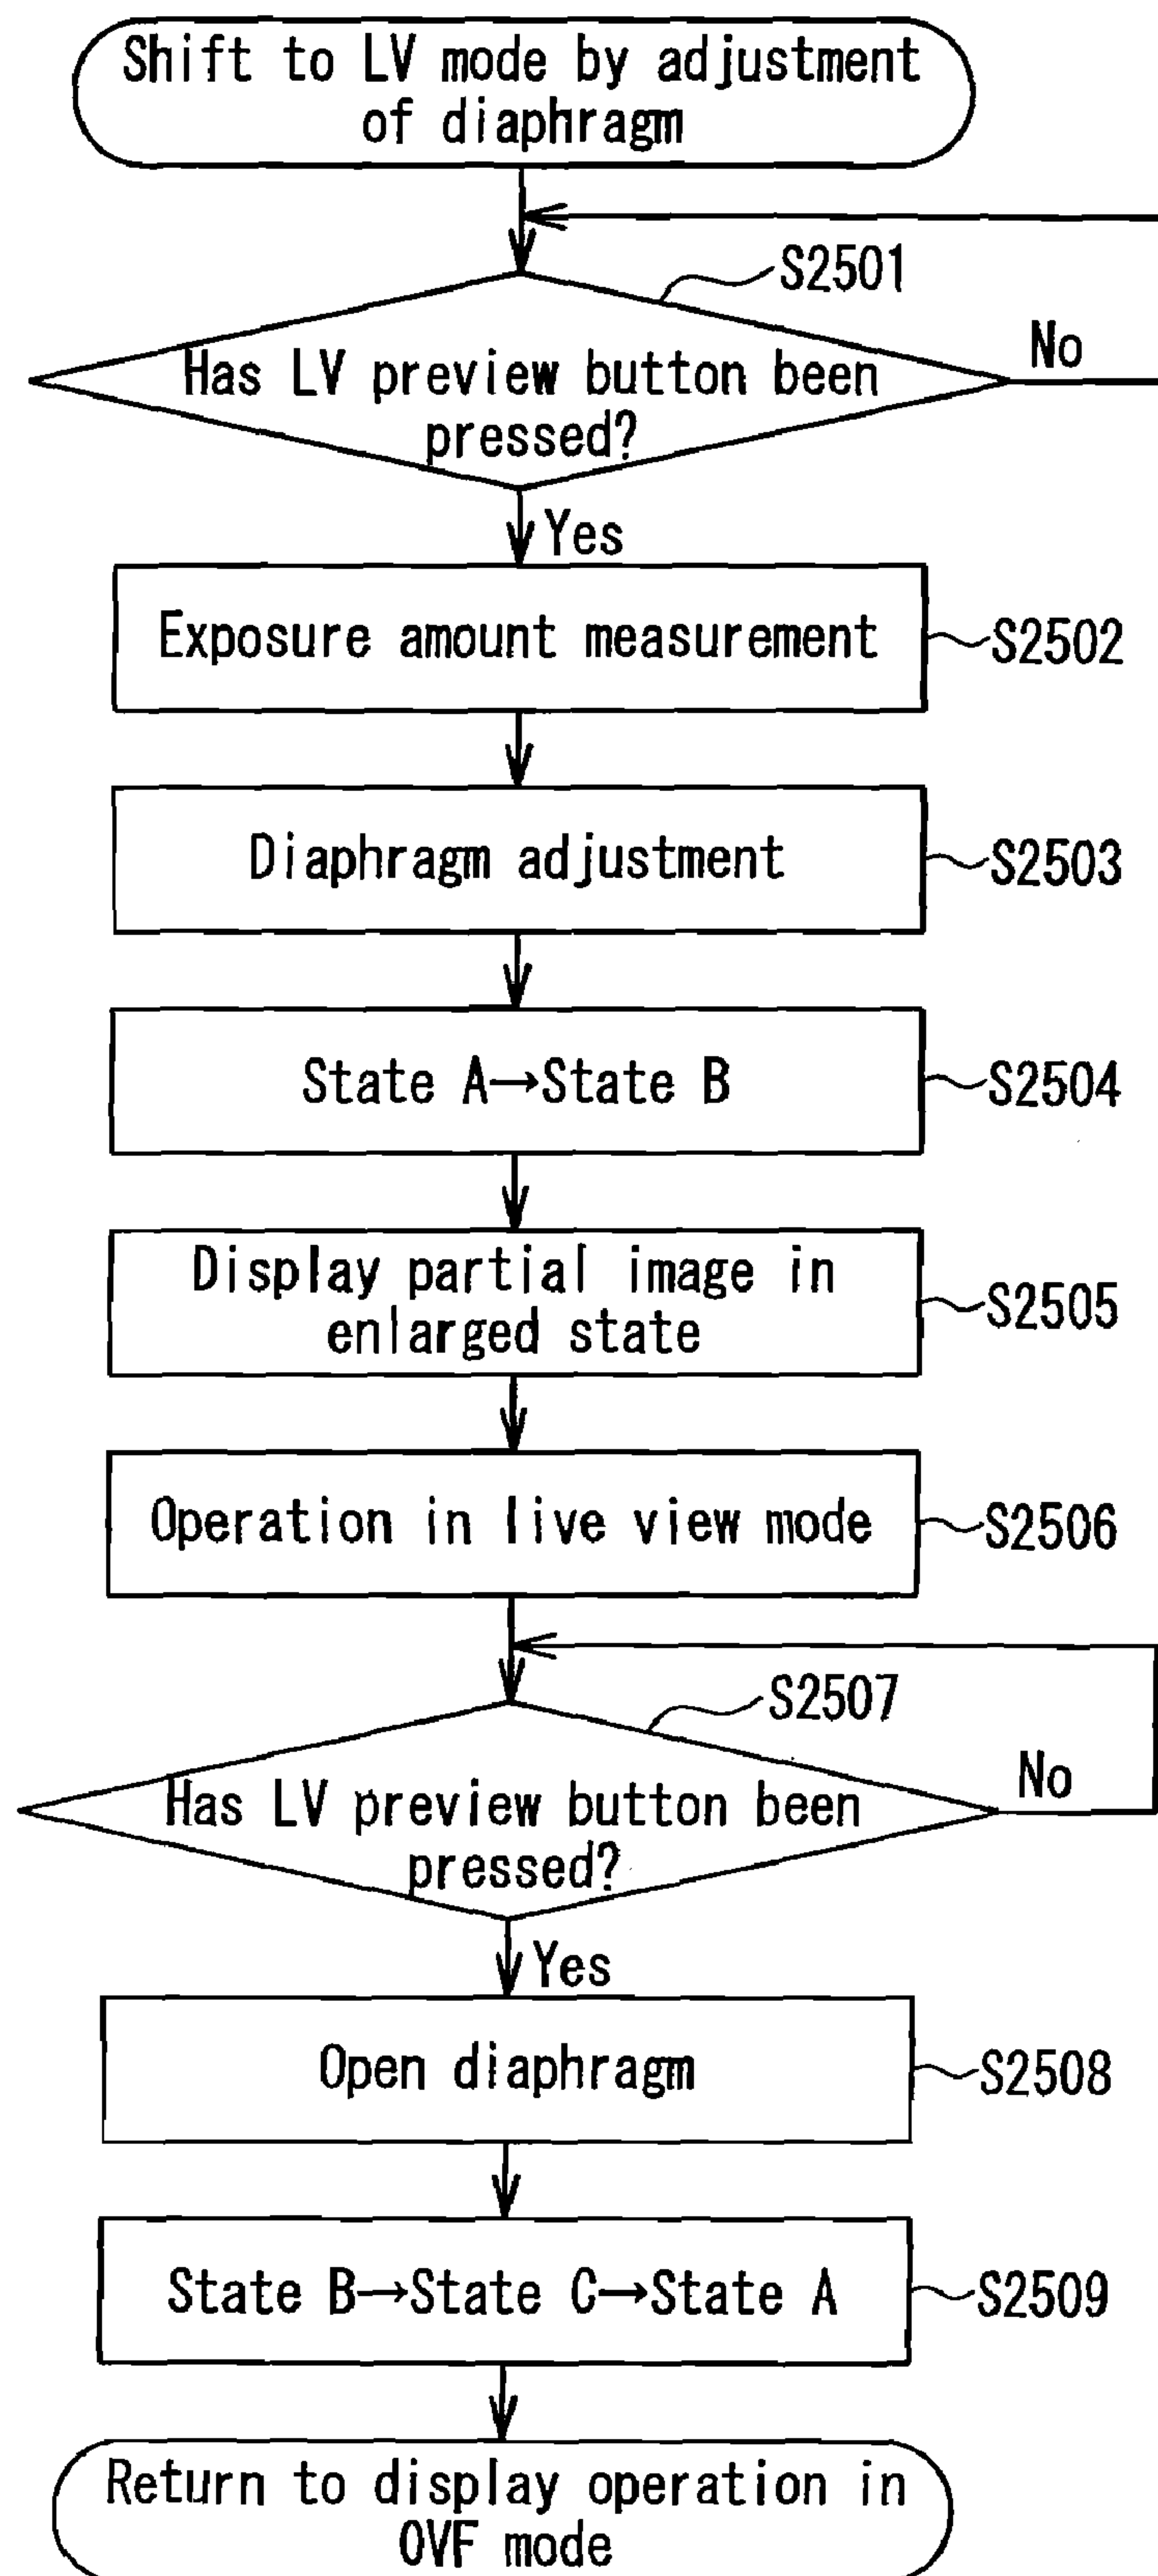 Shift to LV mode by adjustment
of diaphragm
S2501
Has LV preview button been
pressed?
No
Yes
Exposure amount measurement
S2502
Diaphragm adjustment
S2503
State A→State B
S2504
Display partial image in
enlarged state
S2505
Operation in live view mode
S2506
S2507
Has LV preview button been
pressed?
No
Yes
Open diaphragm
S2508
State B→State C→State A
S2509
Return to display operation in
OVF mode